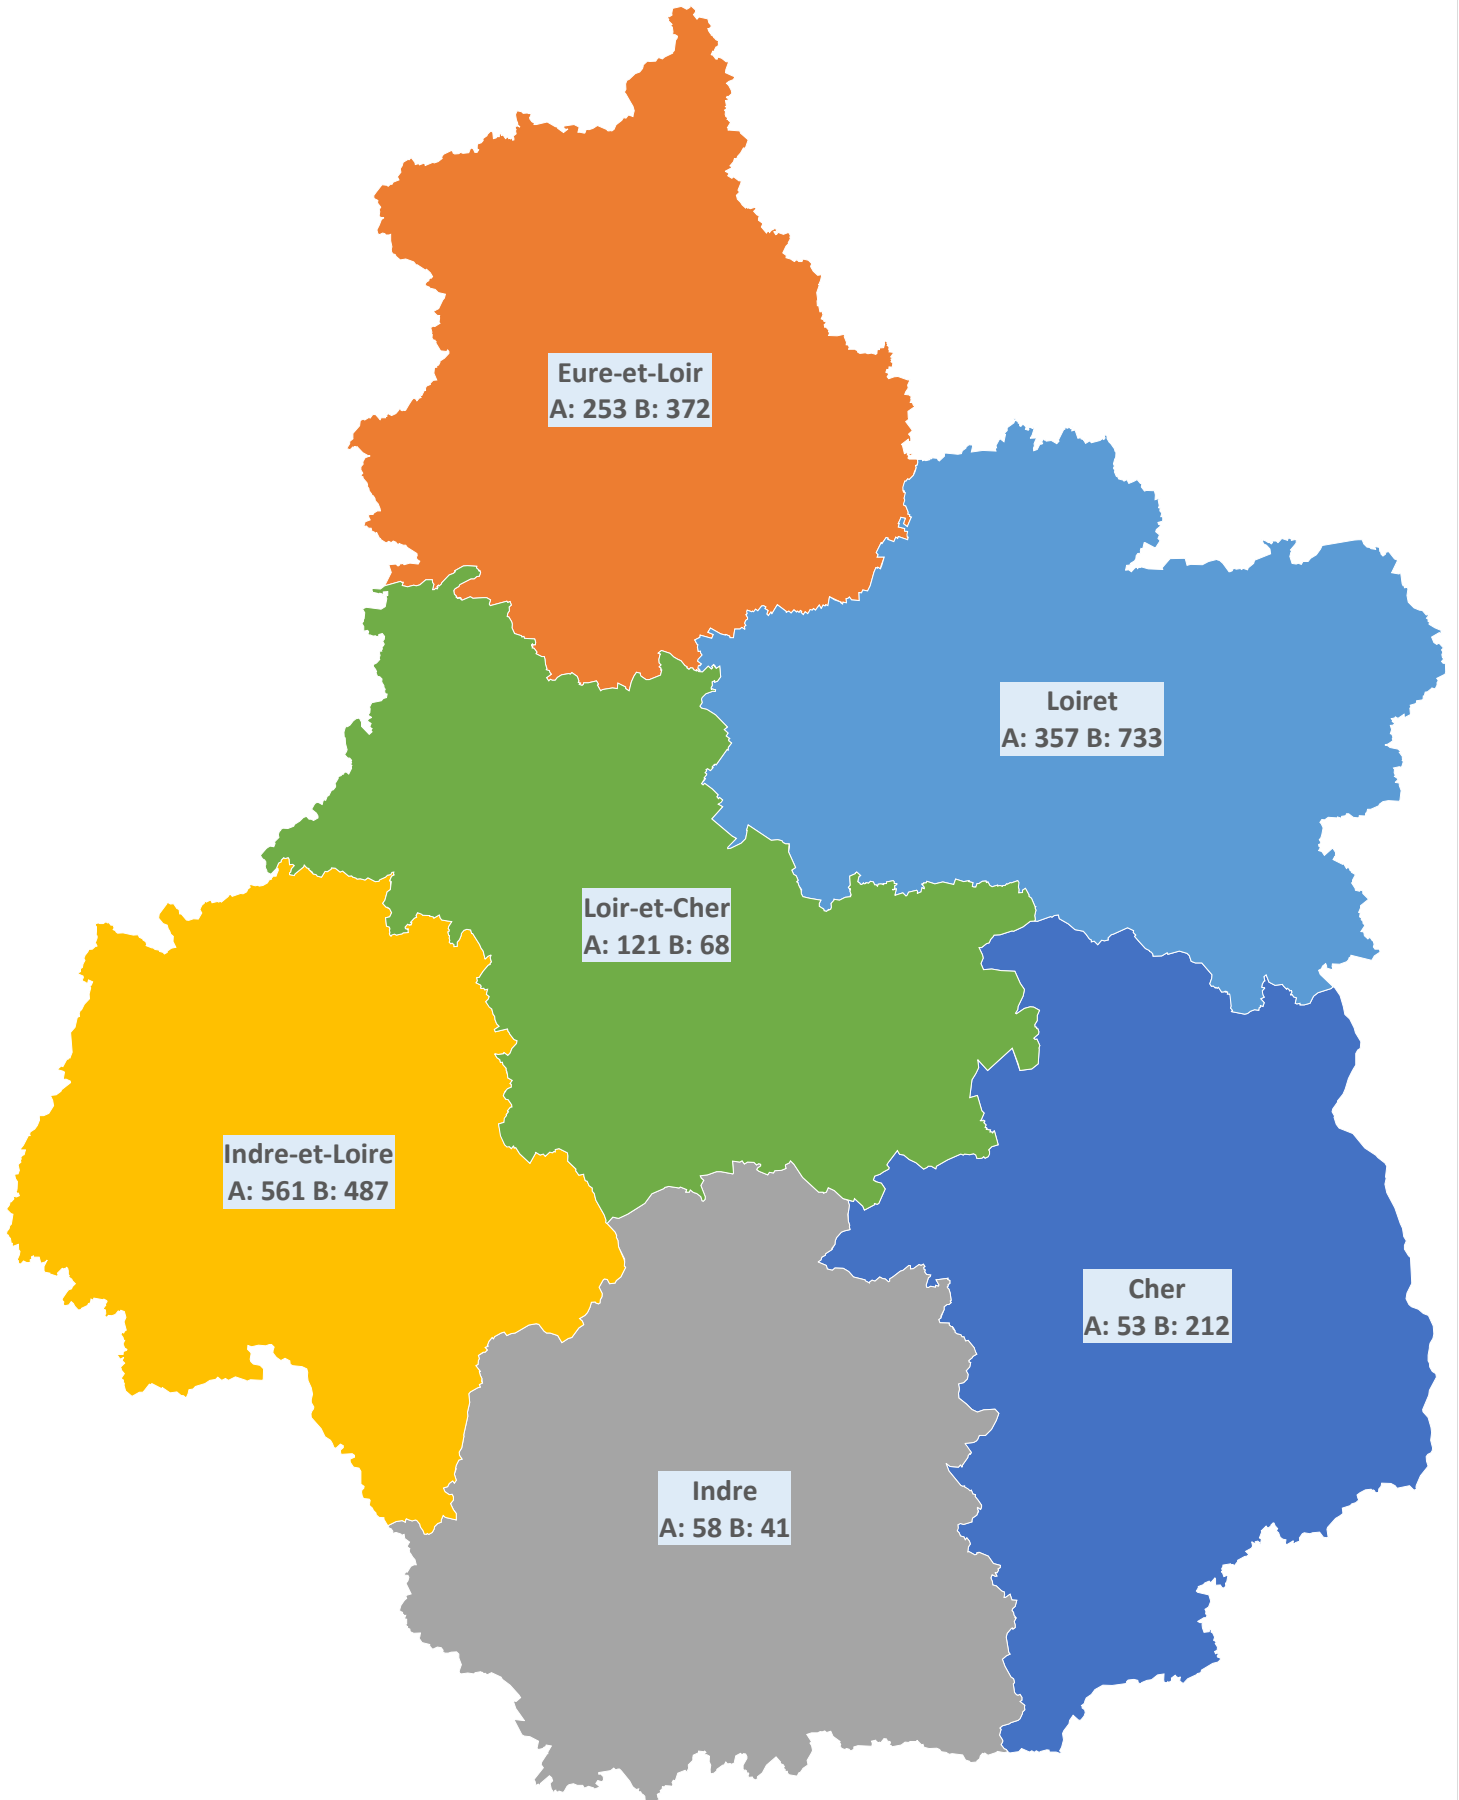 Eure-et-Loir
A: 253 B: 372
Loiret
A: 357 B: 733
Loir-et-Cher
A: 121 B: 68
Indre-et-Loire
A: 561 B: 487
Cher
A: 53 B: 212
Indre
A: 58 B: 41